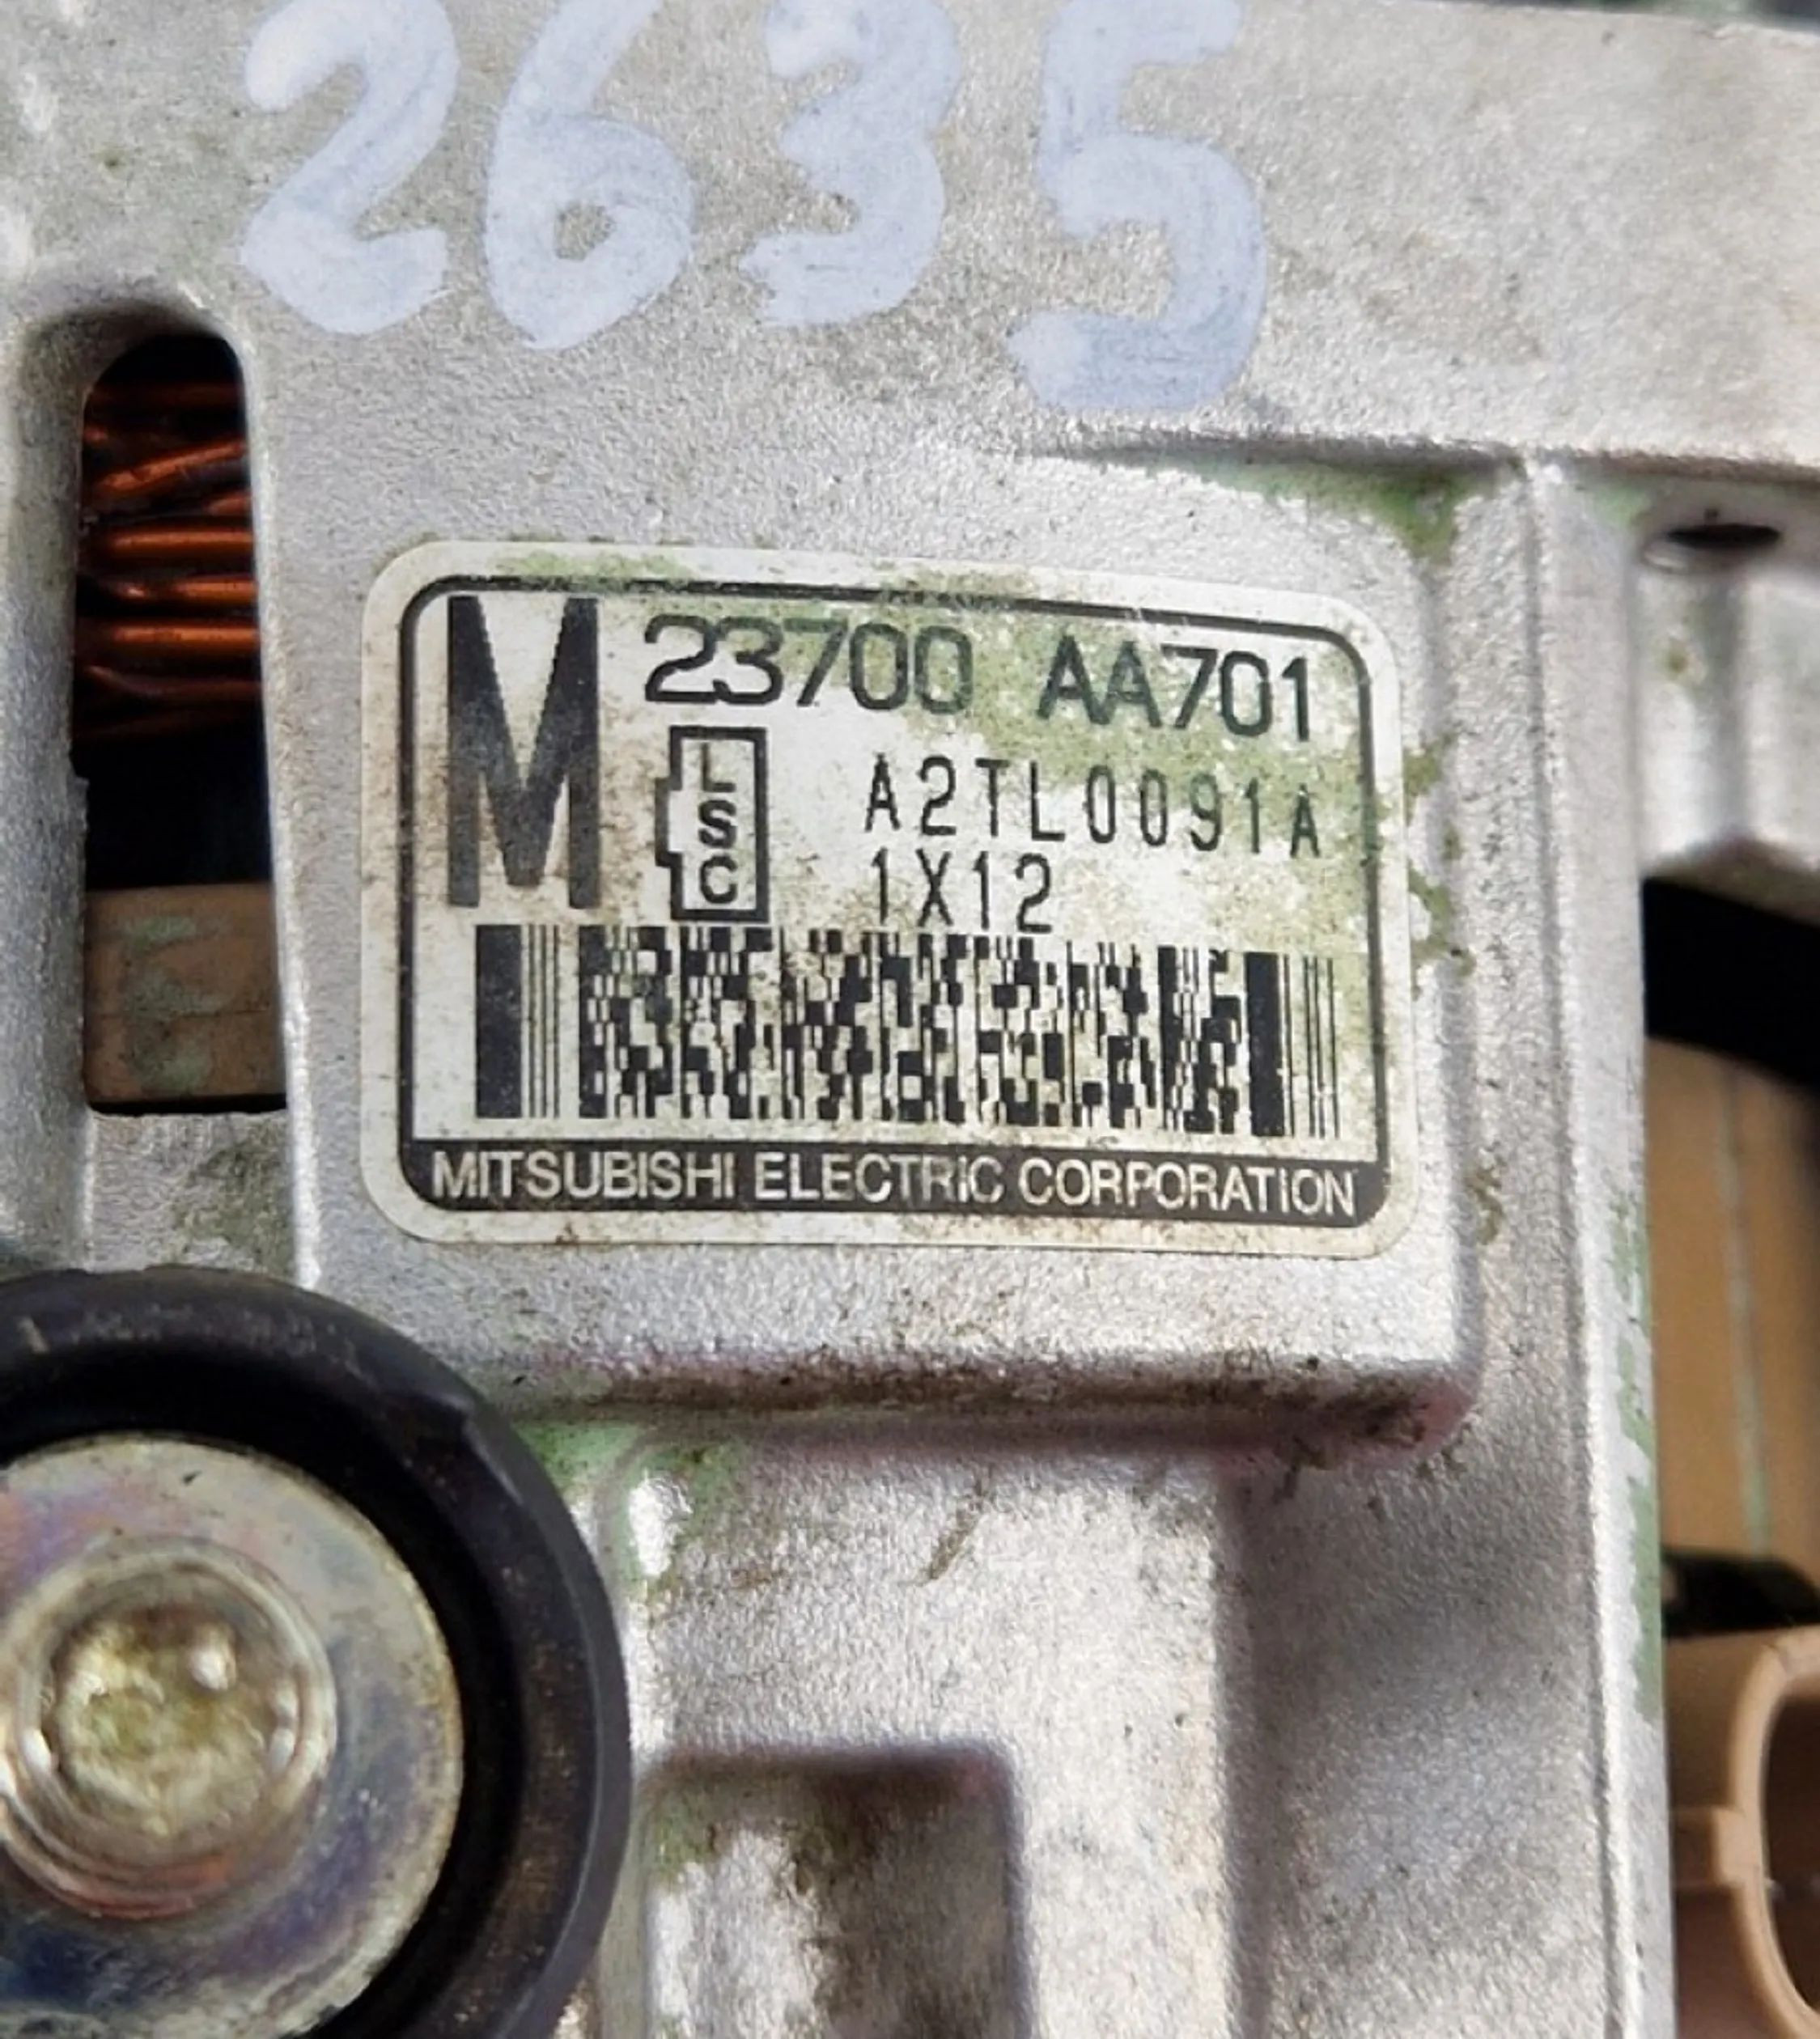 2635
M 23700 AA701
LSC A2TL0091A
1X12
MITSUBISHI ELECTRIC CORPORATION